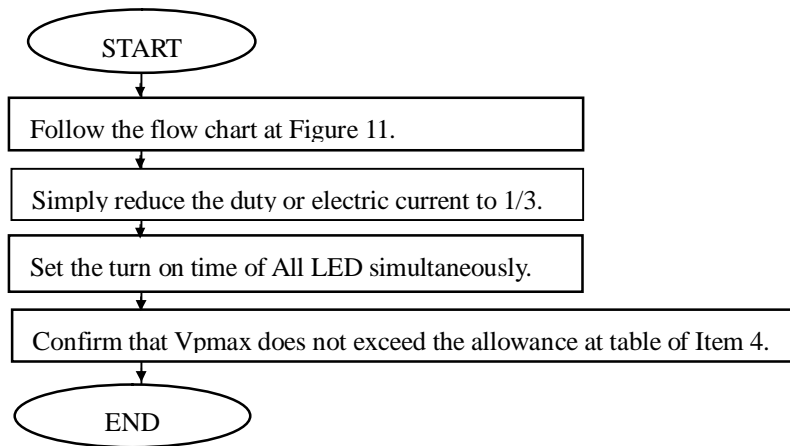 START
Follow the flow chart at Figure 11.
Simply reduce the duty or electric current to 1/3.
Set the turn on time of All LED simultaneously.
Confirm that Vpmax does not exceed the allowance at table of Item 4.
END